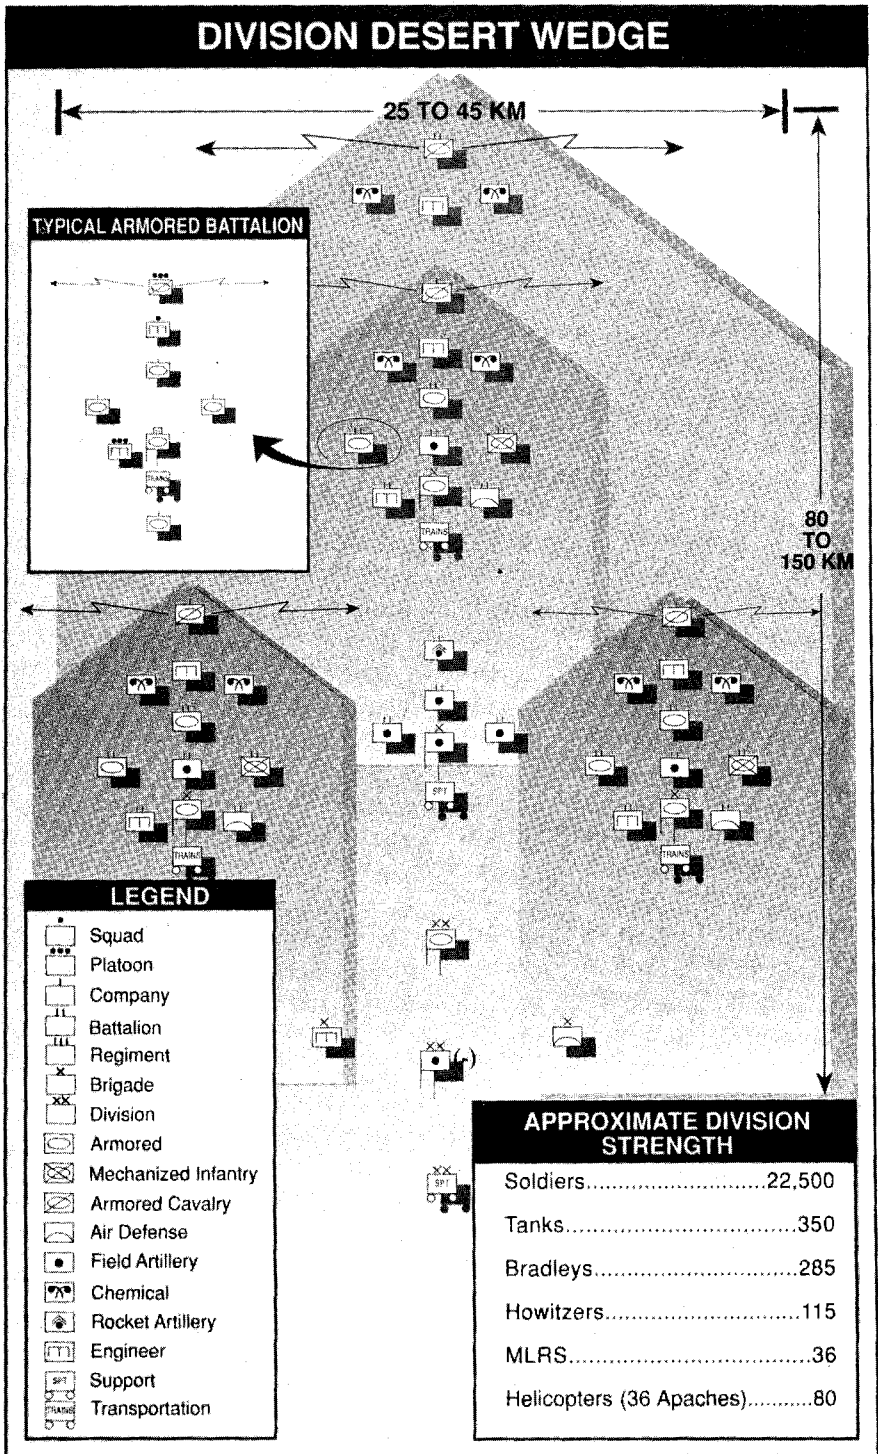 DIVISION DESERT WEDGE
25 TO 45 KM
TYPICAL ARMORED BATTALION
TRAINS
TRAINS
80
TO
150 KM
SPT
TRAINS
TRAINS
LEGEND
Squad
Platoon
Company
Battalion
Regiment
Brigade
Division
Armored
Mechanized Infantry
Armored Cavalry
Air Defense
Field Artillery
Chemical
Rocket Artillery
Engineer
SPT Support
TRAINS Transportation
(-)
SPT
APPROXIMATE DIVISION
STRENGTH
Soldiers..............................22,500
Tanks....................................350
Bradleys...............................285
Howitzers..............................115
MLRS.....................................36
Helicopters (36 Apaches)..........80